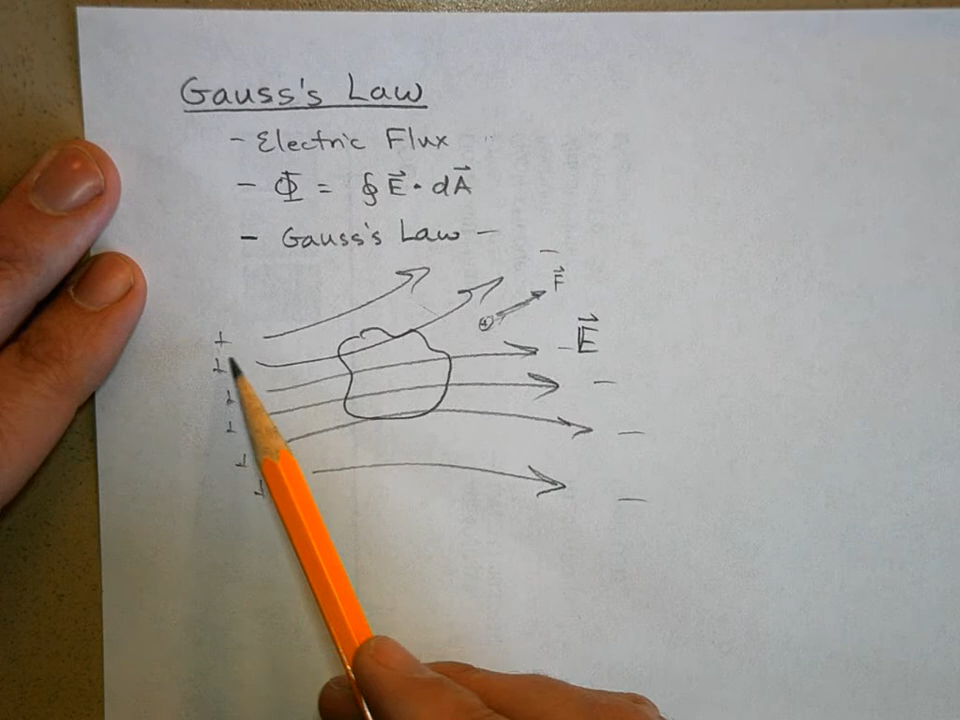 Gauss's Law
- Electric Flux
- Φ = ∮ E⃗ · dA⃗
- Gauss's Law -
F⃗
+
E⃗
+
+
+
+
+
+